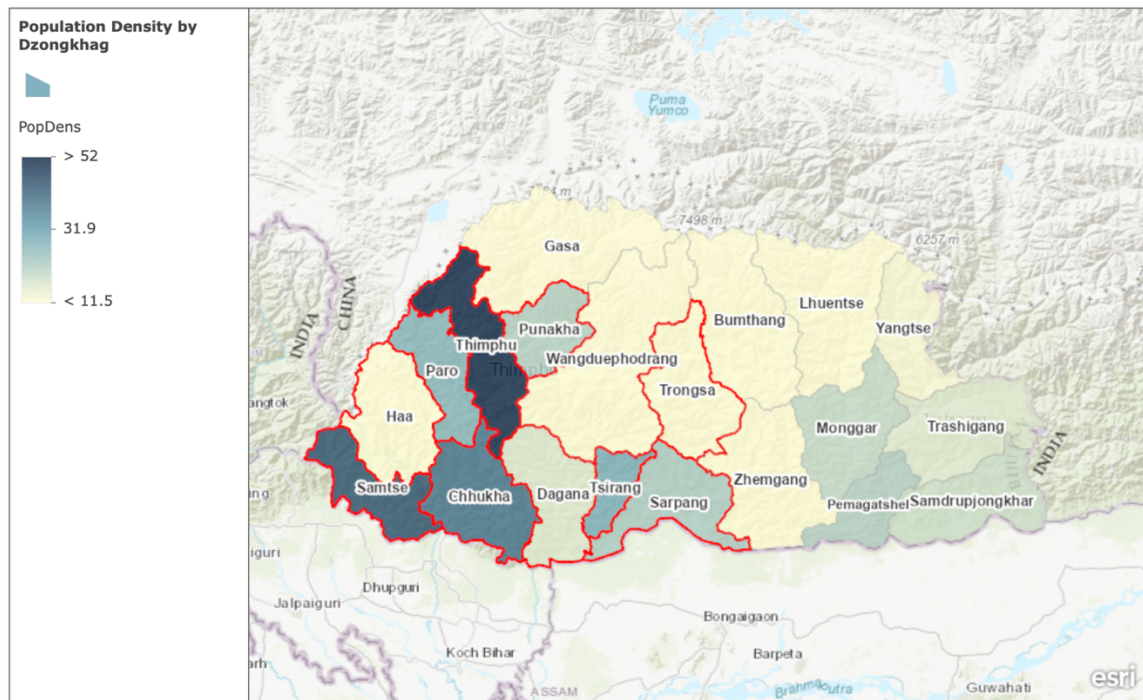 Population Density by
Dzongkhag
PopDens
> 52
31.9
< 11.5
Puma
Yumco
7498 m
6257 m
Gasa
CHINA
INDIA
Punakha
Lhuentse
Bumthang
Yangtse
Thimphu
Wangduephodrang
Paro
Trongsa
Haa
Monggar
Trashigang
INDIA
Samtse
Chhukha
Dagana
Tsirang
Sarpang
Zhemgang
Pemagatshel
Samdrupjongkhar
Dhupguri
Jalpaiguri
Bongaigaon
Koch Bihar
Barpeta
ASSAM
Guwahati
esri